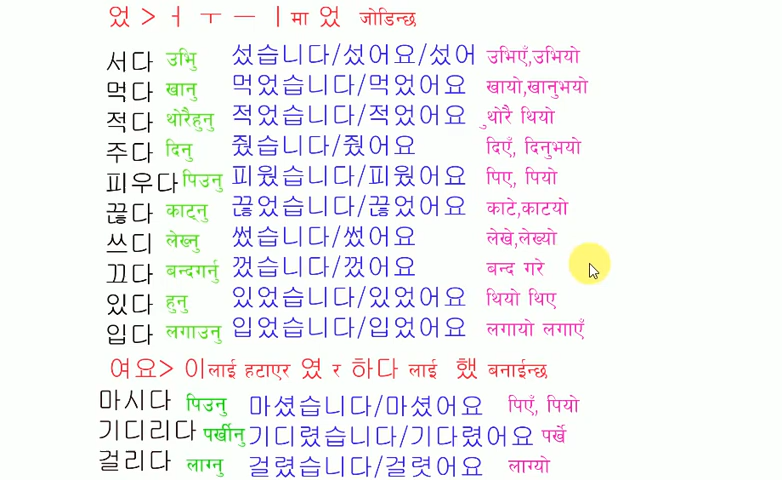 었 > ㅓ ㅜ ㅡ ㅣमा 었 जोडिन्छ
서다 उभिनु 섰습니다/섰어요/섰어 उभिएँ,उभियो
먹다 खानु 먹었습니다/먹었어요 खायो,खानुभयो
적다 थोरैहुनु 적었습니다/적었어요 थोरै थियो
주다 दिनु 줬습니다/줬어요 दिएँ, दिनुभयो
피우다 पिउनु 피웠습니다/피웠어요 पिए, पियो
끊다 काट्नु 끊었습니다/끊었어요 काटे,काटयो
쓰디 लेख्नु 썼습니다/썼어요 लेखे,लेख्यो
끄다 बन्दगर्नु 껐습니다/껐어요 बन्द गरे
있다 हुनु 있었습니다/있었어요 थियो थिए
입다 लगाउनु 입었습니다/입었어요 लगायो लगाएँ
여요> 이लाई हटाएर 였 र 하다 लाई 했 बनाईन्छ
마시다 पिउनु 마셨습니다/마셨어요 पिएँ, पियो
기디리다 पर्खीनु 기디렸습니다/기다렸어요 पर्खे
걸리다 लाग्नु 걸렸습니다/걸렷어요 लाग्यो